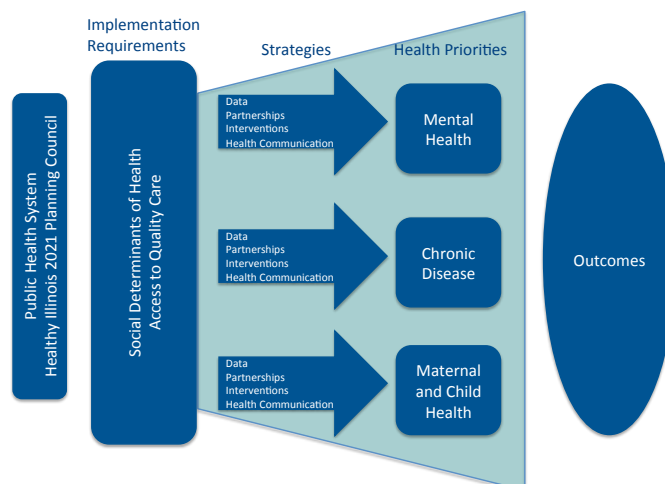 Implementation
Requirements
Strategies
Health Priorities
Public Health System
Healthy Illinois 2021 Planning Council
Social Determinants of Health
Access to Quality Care
Data
Partnerships
Interventions
Health Communication
Mental
Health
Data
Partnerships
Interventions
Health Communication
Chronic
Disease
Data
Partnerships
Interventions
Health Communication
Maternal
and Child
Health
Outcomes